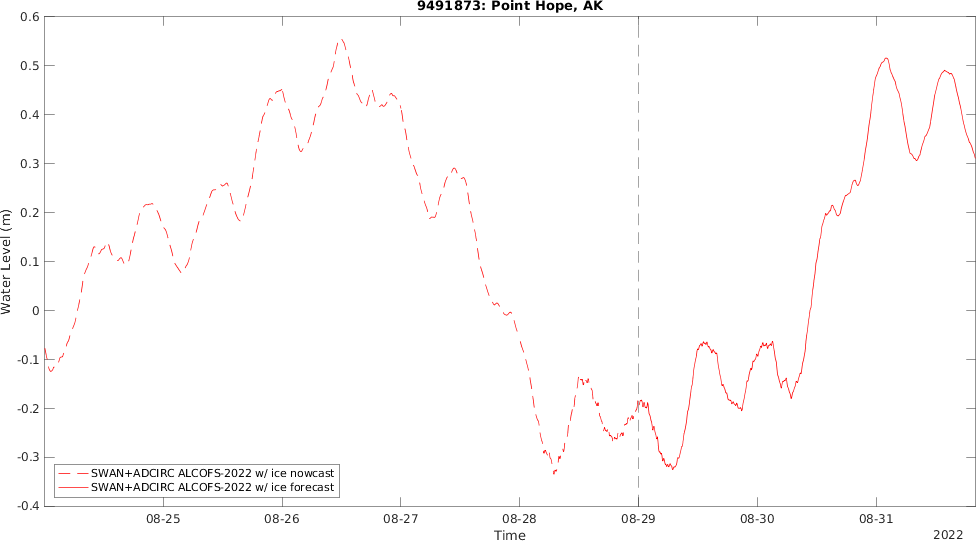 9491873: Point Hope, AK
0.6
0.5
0.4
0.3
0.2
0.1
0
-0.1
-0.2
-0.3
-0.4
Water Level (m)
SWAN+ADCIRC ALCOFS-2022 w/ ice nowcast
SWAN+ADCIRC ALCOFS-2022 w/ ice forecast
08-25 08-26 08-27 08-28 08-29 08-30 08-31
Time
2022